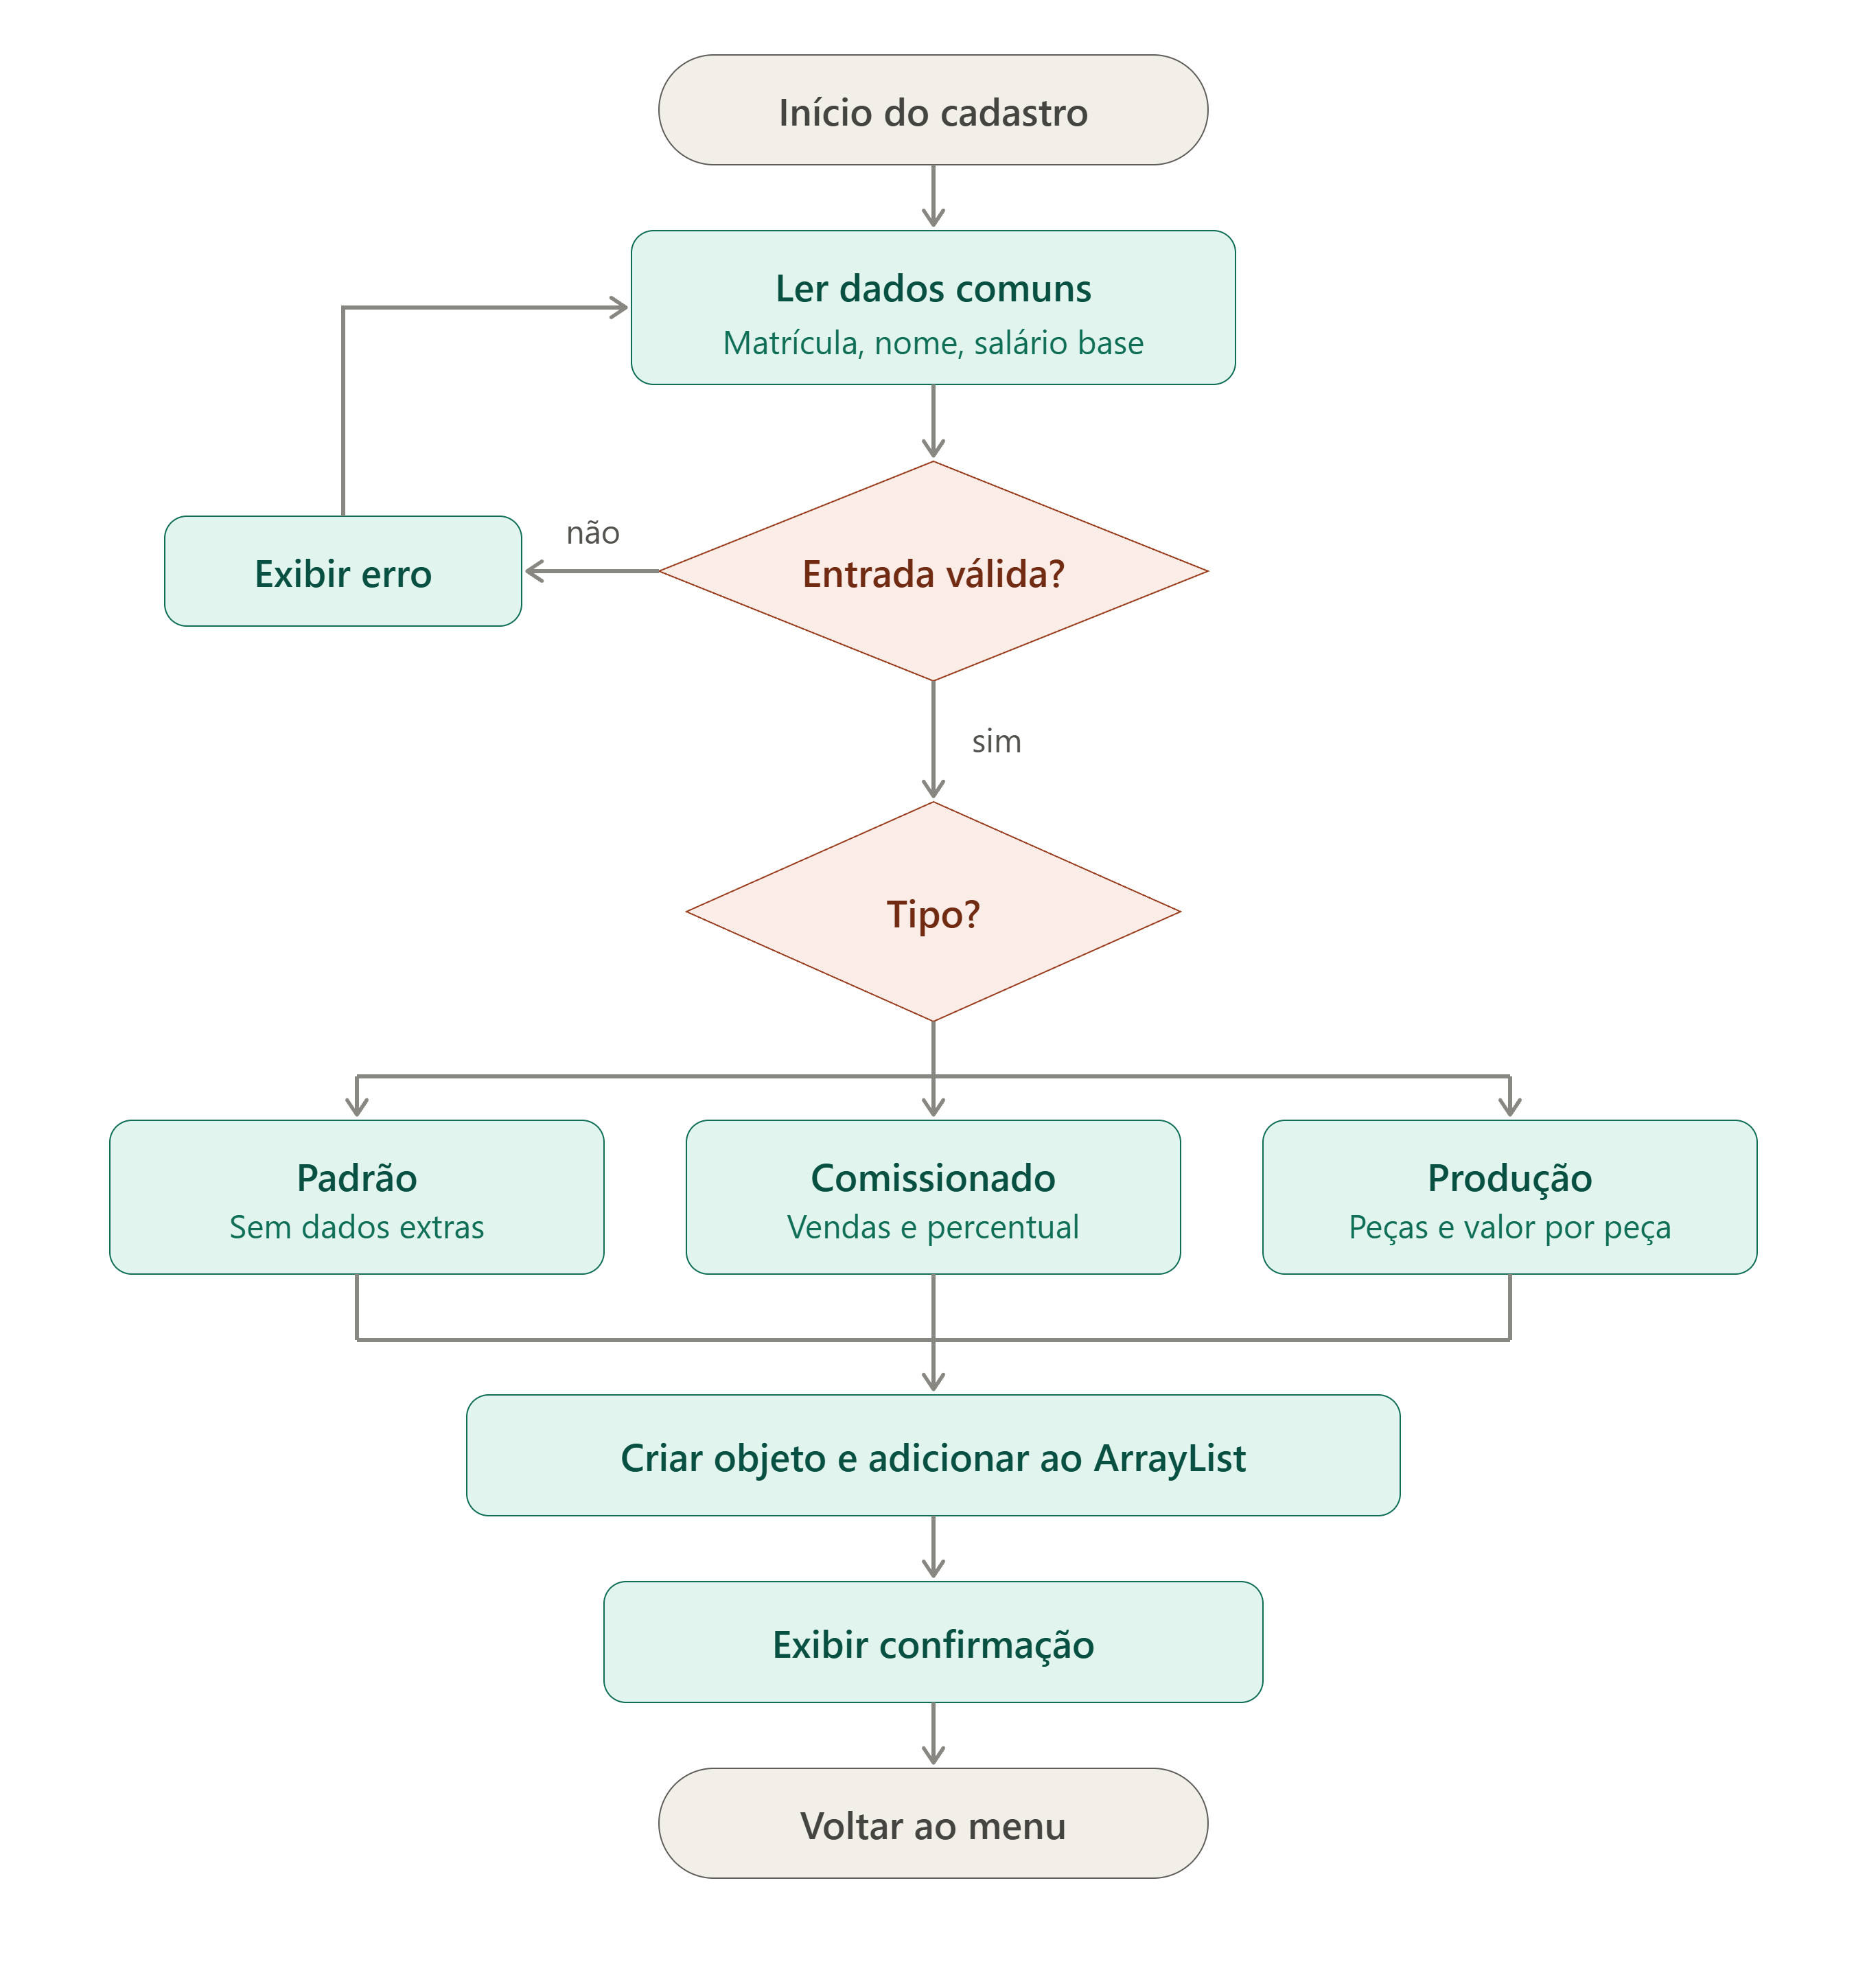 Início do cadastro
Ler dados comuns
Matrícula, nome, salário base
não
Exibir erro
Entrada válida?
sim
Tipo?
Padrão
Sem dados extras
Comissionado
Vendas e percentual
Produção
Peças e valor por peça
Criar objeto e adicionar ao ArrayList
Exibir confirmação
Voltar ao menu